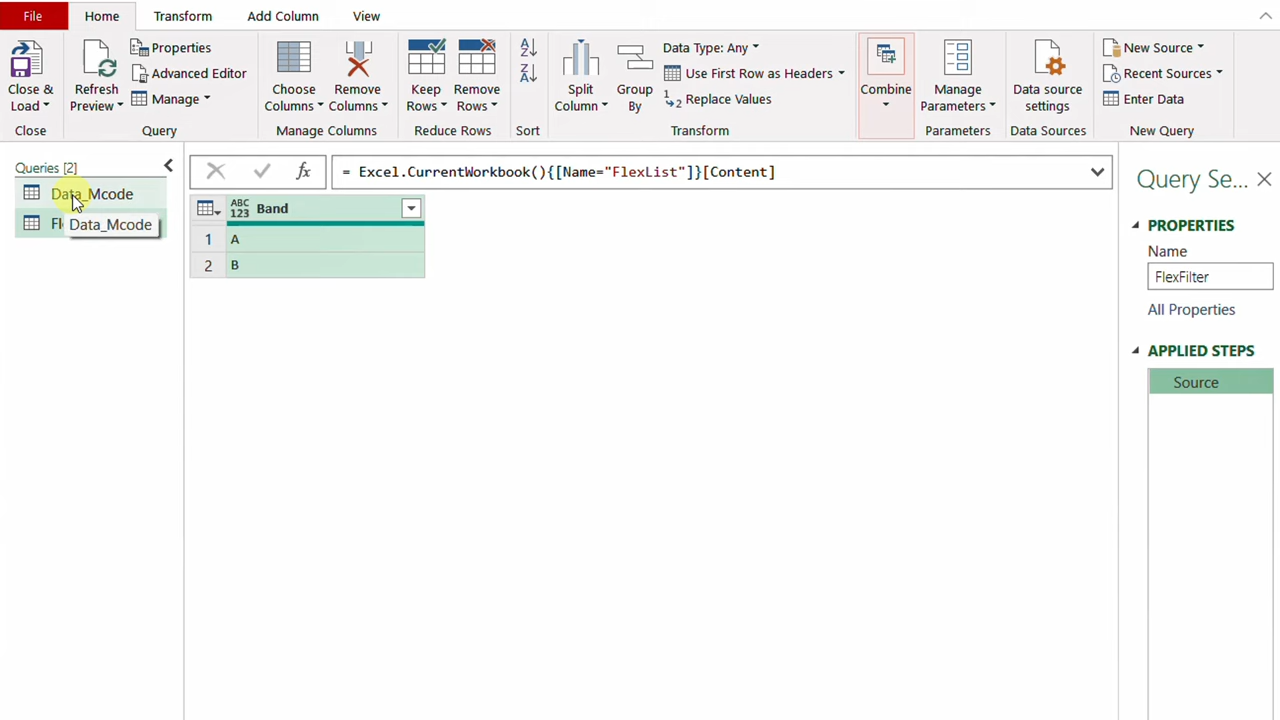 File Home Transform Add Column View
Close & Load
Close
Refresh Preview
Properties
Advanced Editor
Manage
Query
Choose Columns
Remove Columns
Manage Columns
Keep Rows
Remove Rows
Reduce Rows
Sort
Split Column
Group By
Data Type: Any
Use First Row as Headers
1 2 Replace Values
Transform
Combine
Manage Parameters
Parameters
Data source settings
Data Sources
New Source
Recent Sources
Enter Data
New Query
Queries [2]
Data_Mcode
Fl
Data_Mcode
fx = Excel.CurrentWorkbook(){[Name="FlexList"]}[Content]
ABC 123 Band
1 A
2 B
Query Se...
PROPERTIES
Name
FlexFilter
All Properties
APPLIED STEPS
Source